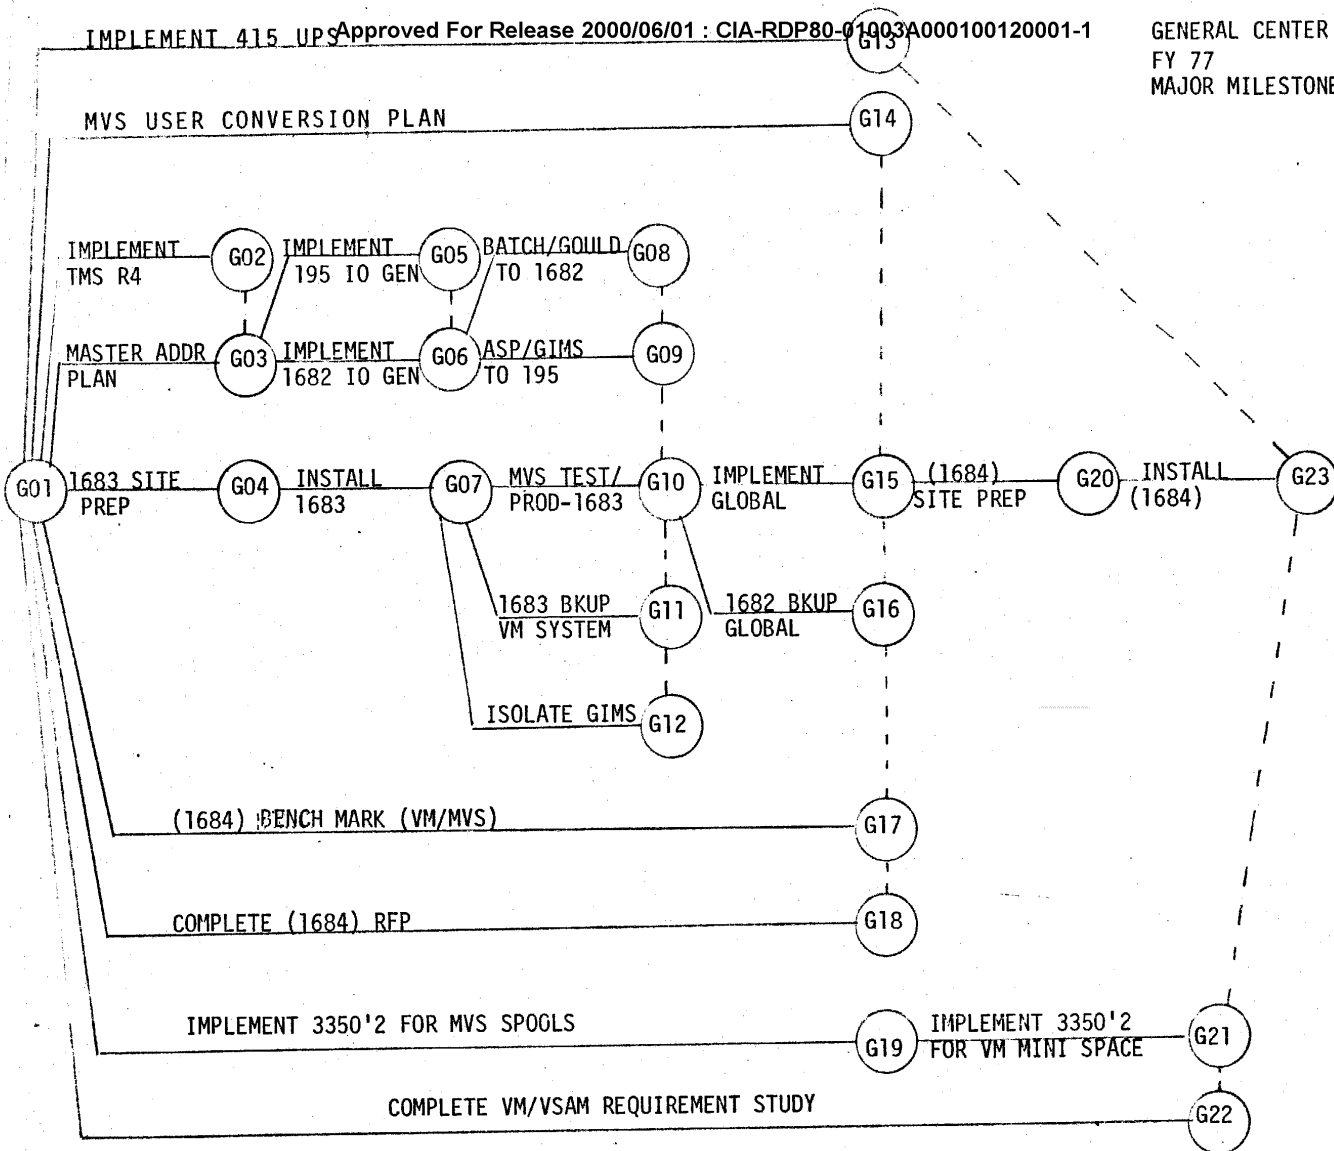 IMPLEMENT 415 UPS
Approved For Release 2000/06/01 : CIA-RDP80-01003A000100120001-1
G13
GENERAL CENTER
FY 77
MAJOR MILESTONE
MVS USER CONVERSION PLAN
G14
IMPLEMENT
TMS R4
G02
IMPLEMENT
195 IO GEN
G05
BATCH/GOULD
TO 1682
G08
MASTER ADDR
PLAN
G03
IMPLEMENT
1682 IO GEN
G06
ASP/GIMS
TO 195
G09
G01
1683 SITE
PREP
G04
INSTALL
1683
G07
MVS TEST/
PROD-1683
G10
IMPLEMENT
GLOBAL
G15
(1684)
SITE PREP
G20
INSTALL
(1684)
G23
1683 BKUP
VM SYSTEM
G11
1682 BKUP
GLOBAL
G16
ISOLATE GIMS
G12
(1684) BENCH MARK (VM/MVS)
G17
COMPLETE (1684) RFP
G18
IMPLEMENT 3350'2 FOR MVS SPOOLS
G19
IMPLEMENT 3350'2
FOR VM MINI SPACE
G21
COMPLETE VM/VSAM REQUIREMENT STUDY
G22